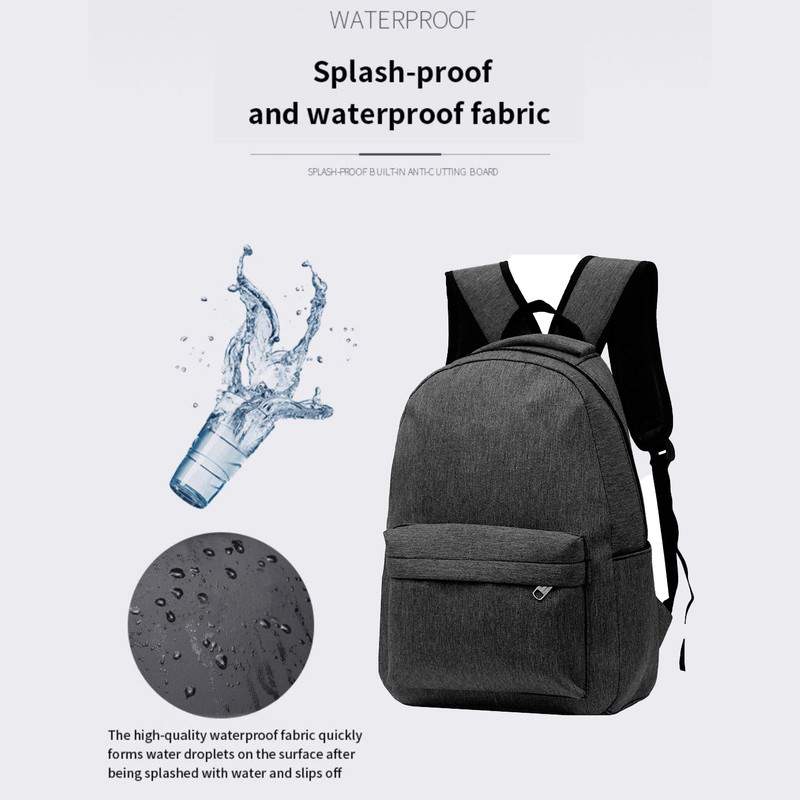 WATERPROOF
Splash-proof
and waterproof fabric
SPLASH-PROOF BUILT-IN ANTI-CUTTING BOARD
The high-quality waterproof fabric quickly
forms water droplets on the surface after
being splashed with water and slips off